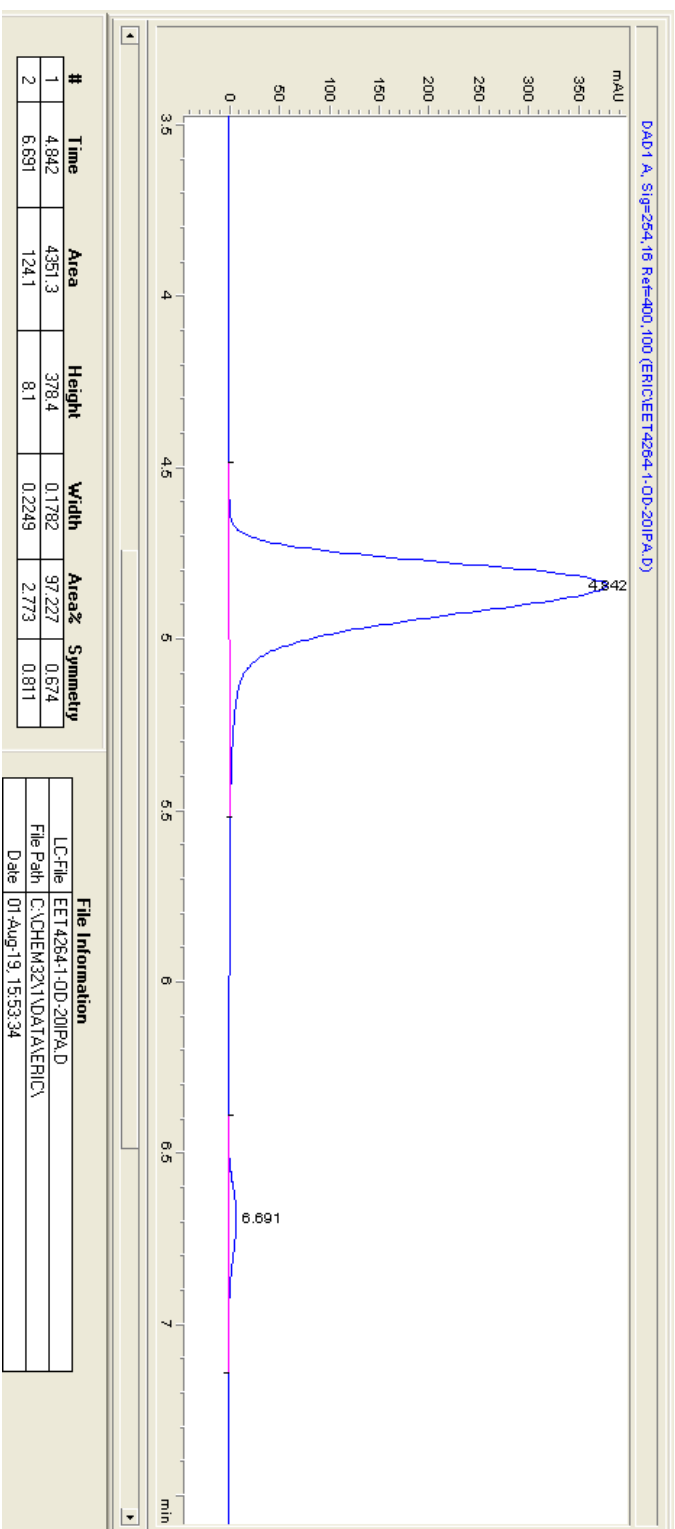 DAD1 A, Sig=254,16 Ref=400,100 (ERIC\EET4264-1-OD-20IPA.D)
mAU
350
300
250
200
150
100
50
0
4.842
6.691
3.5 4 4.5 5 5.5 6 6.5 7 min
# Time Area Height Width Area% Symmetry
1 4.842 4351.3 378.4 0.1782 97.227 0.674
2 6.691 124.1 8.1 0.2249 2.773 0.811
File Information
LC-File EET4264-1-OD-20IPA.D
File Path C:\CHEM32\1\DATA\ERIC\
Date 01-Aug-19, 15:53:34